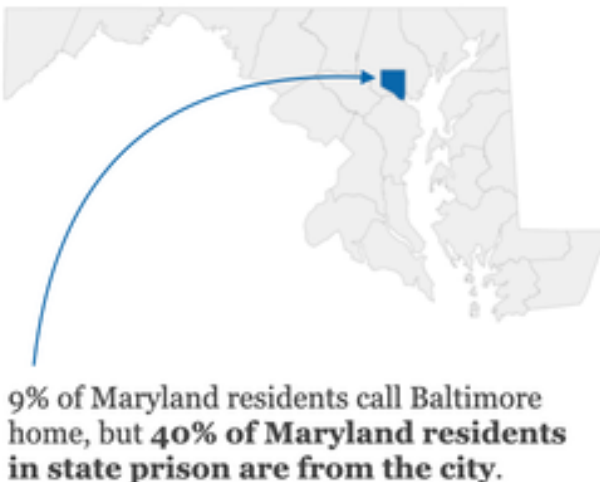 9% of Maryland residents call Baltimore
home, but 40% of Maryland residents
in state prison are from the city.